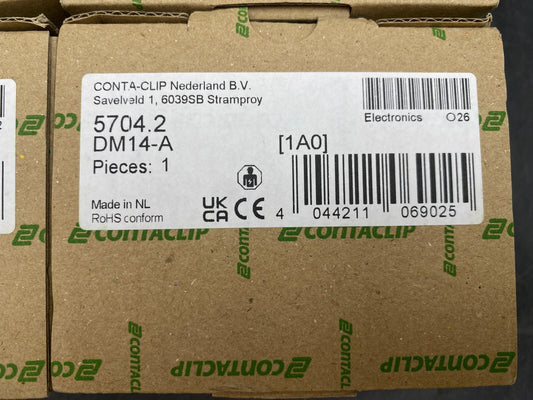 CONTA-CLIP Nederland B.V.
Savelveld 1, 6039SB Stramproy
5704.2
DM14-A
Pieces: 1
Electronics O26
[1A0]
Made in NL
RoHS conform
UK
CA CE
4 044211 069025
CONTACLIP CONTACLIP
CONTACLIP CONTACLIP